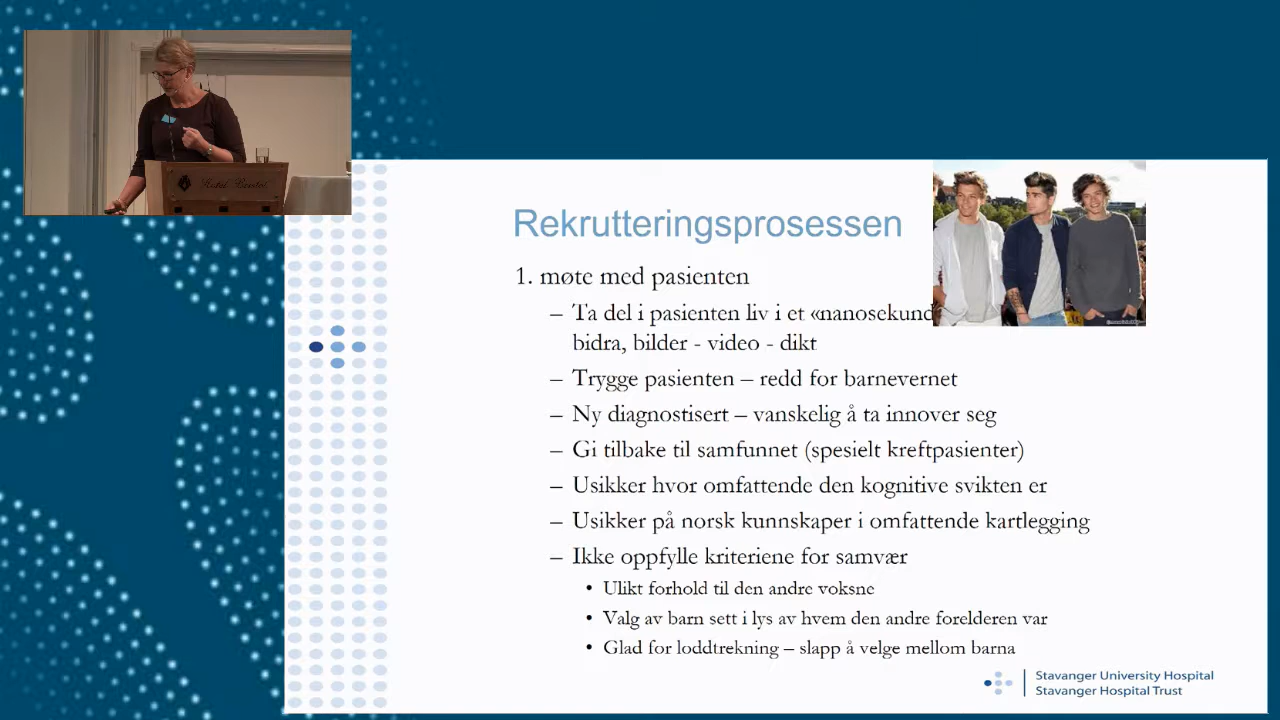 Rekrutteringsprosessen
1. møte med pasienten
– Ta del i pasienten liv i et «nanosekund
bidra, bilder - video - dikt
– Trygge pasienten – redd for barnevernet
– Ny diagnostisert – vanskelig å ta innover seg
– Gi tilbake til samfunnet (spesielt kreftpasienter)
– Usikker hvor omfattende den kognitive svikten er
– Usikker på norsk kunnskaper i omfattende kartlegging
– Ikke oppfylle kriteriene for samvær
• Ulikt forhold til den andre voksne
• Valg av barn sett i lys av hvem den andre forelderen var
• Glad for loddtrekning – slapp å velge mellom barna
Stavanger University Hospital
Stavanger Hospital Trust